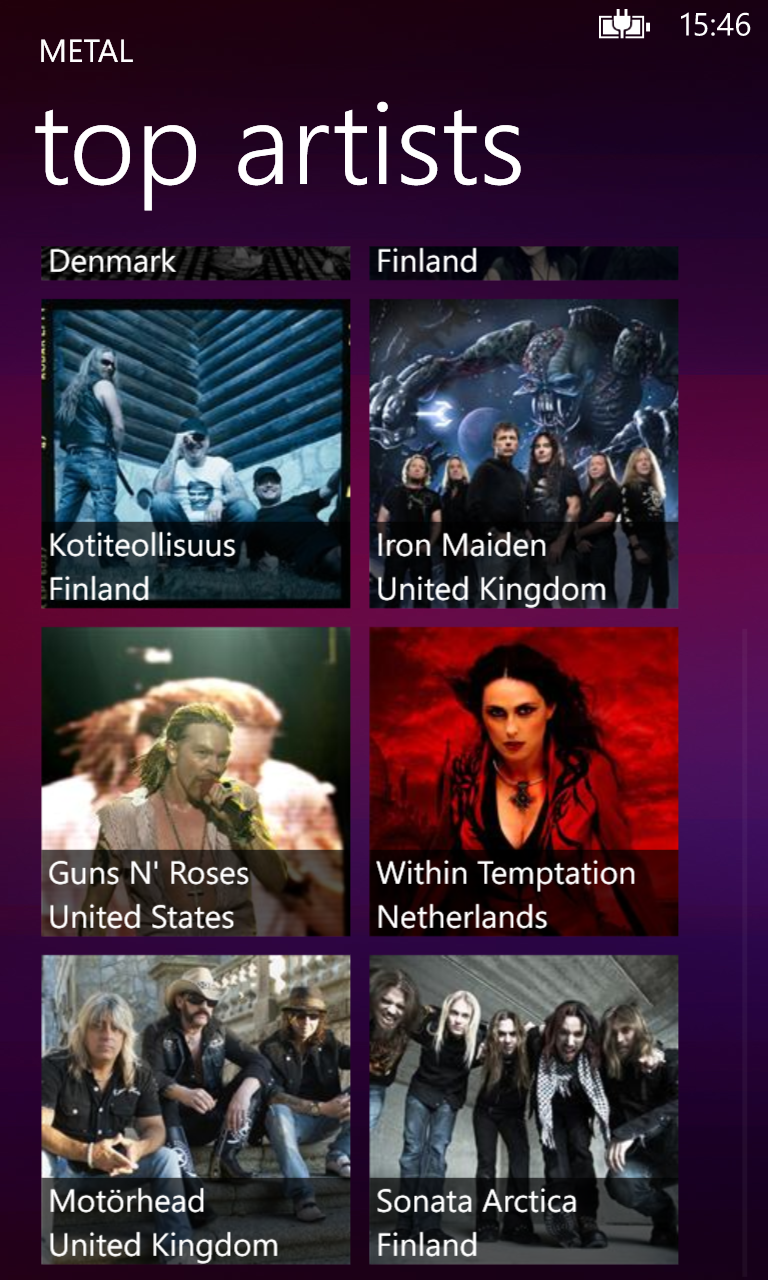 15:46
METAL
top artists
Denmark
Finland
Kotiteollisuus
Finland
Iron Maiden
United Kingdom
Guns N' Roses
United States
Within Temptation
Netherlands
Motörhead
United Kingdom
Sonata Arctica
Finland